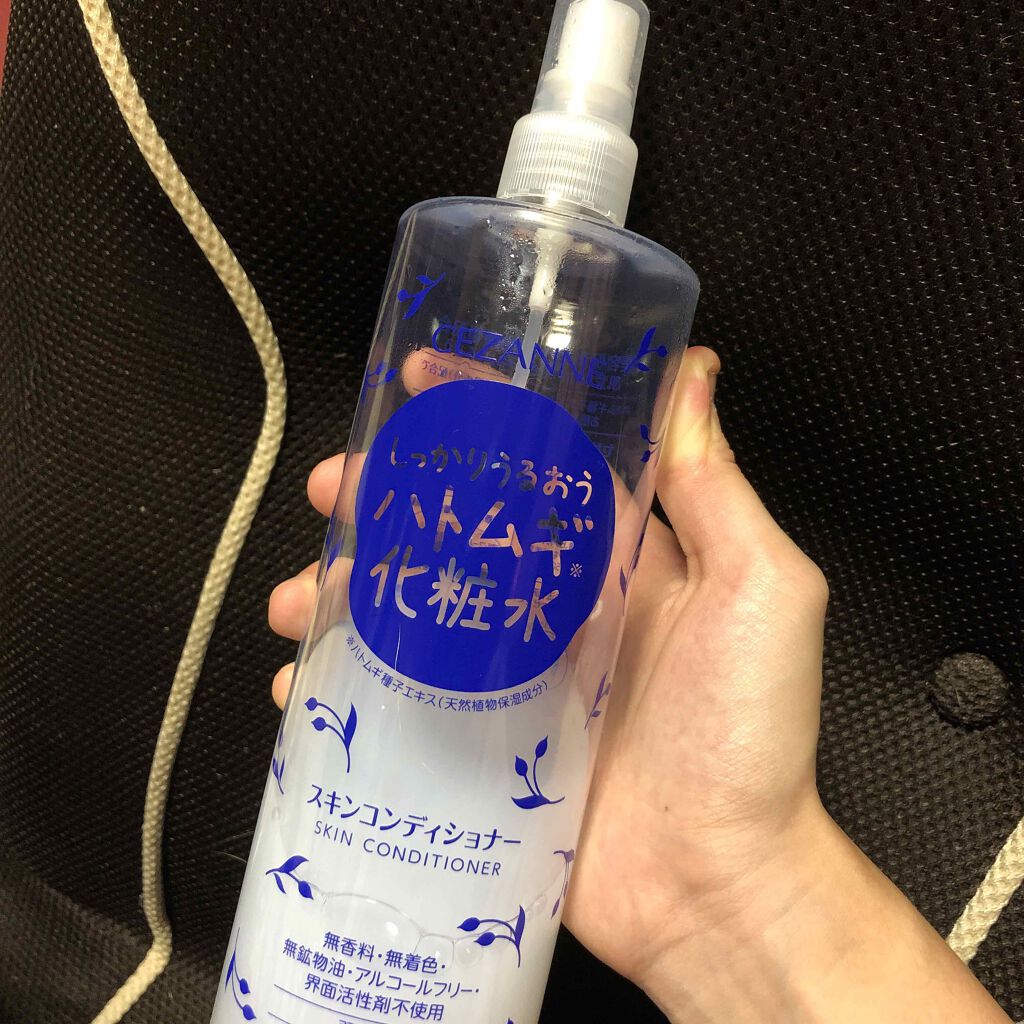 CEZANNE
しっかりうるおう
ハトムギ※
化粧水
※ハトムギ種子エキス(天然植物保湿成分)
スキンコンディショナー
SKIN CONDITIONER
無香料・無着色・
無鉱物油・アルコールフリー・
界面活性剤不使用